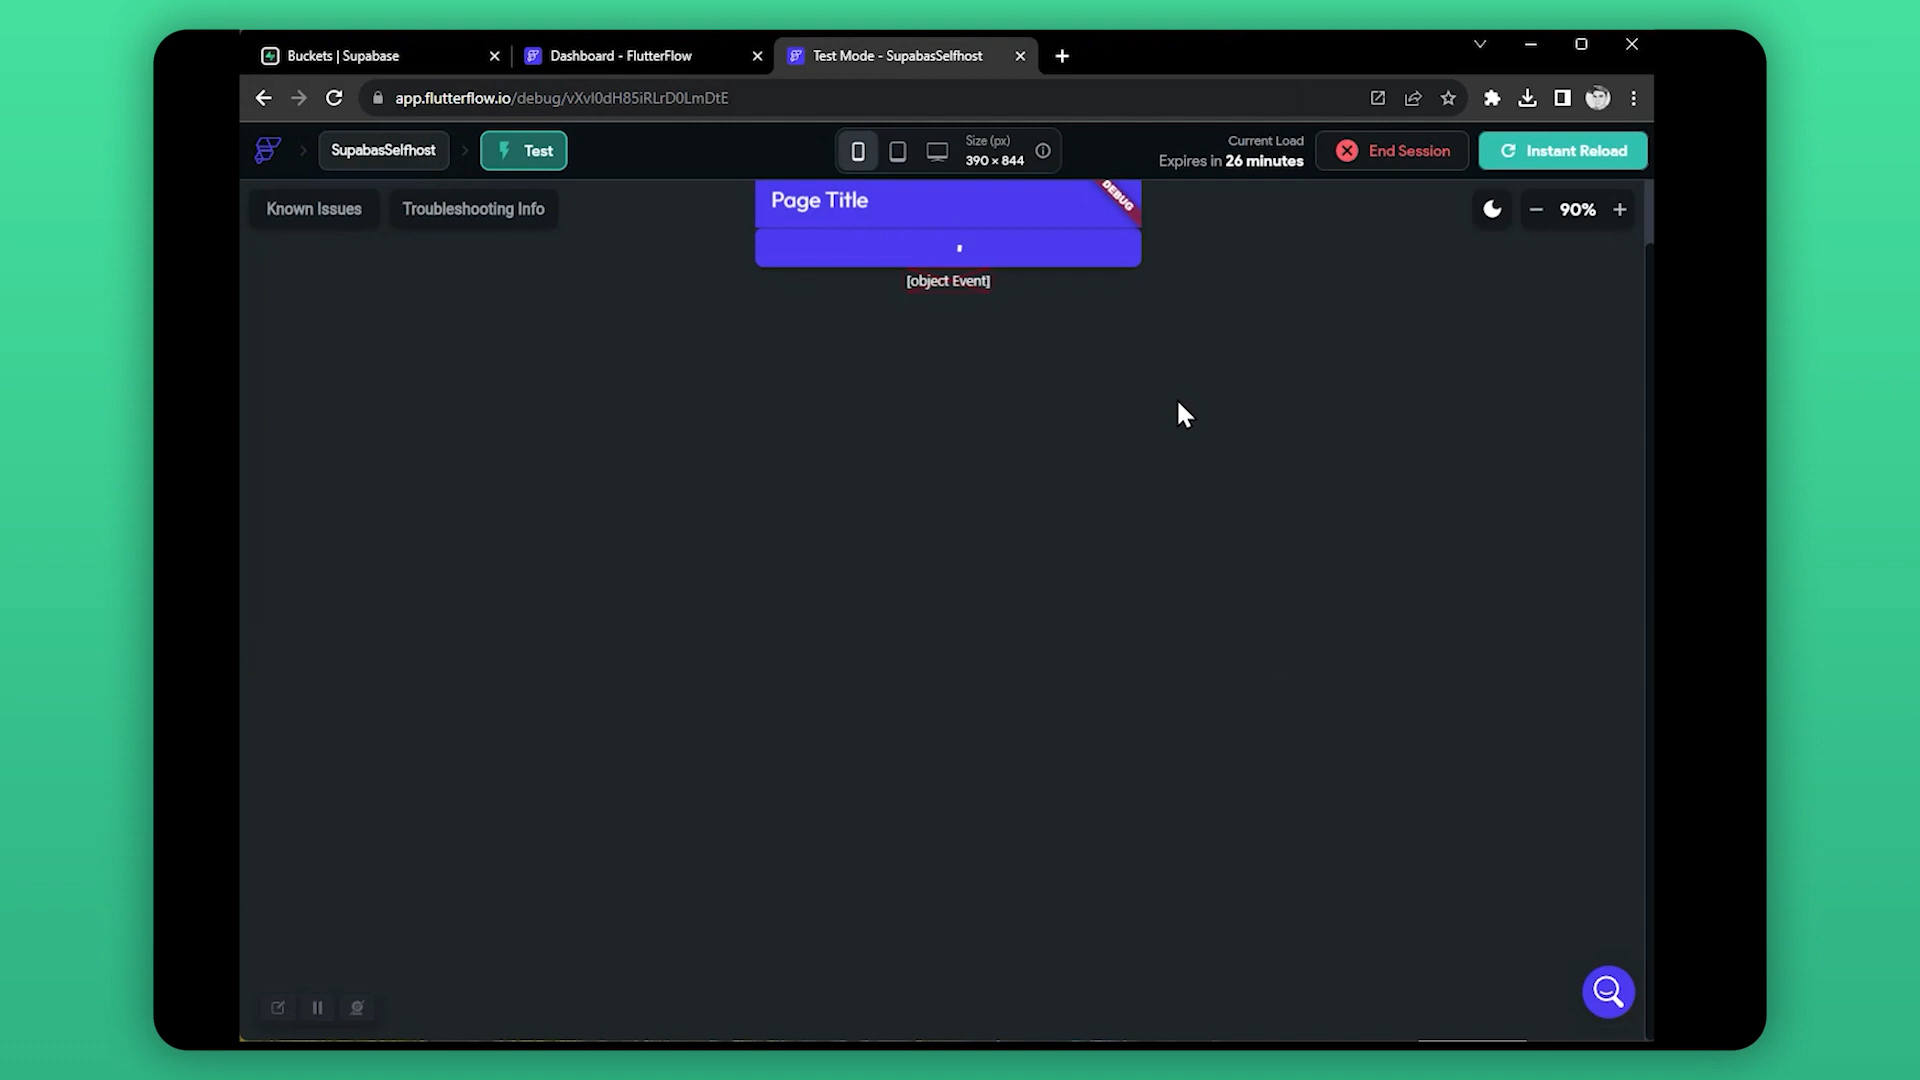 Buckets | Supabase
Dashboard - FlutterFlow
Test Mode - SupabasSelfhost
app.flutterflow.io/debug/vXvI0dH85iRLrD0LmDtE
SupabasSelfhost
Test
Size (px)
390 × 844
Current Load
Expires in 26 minutes
End Session
Instant Reload
Known Issues
Troubleshooting Info
Page Title
DEBUG
90%
[object Event]